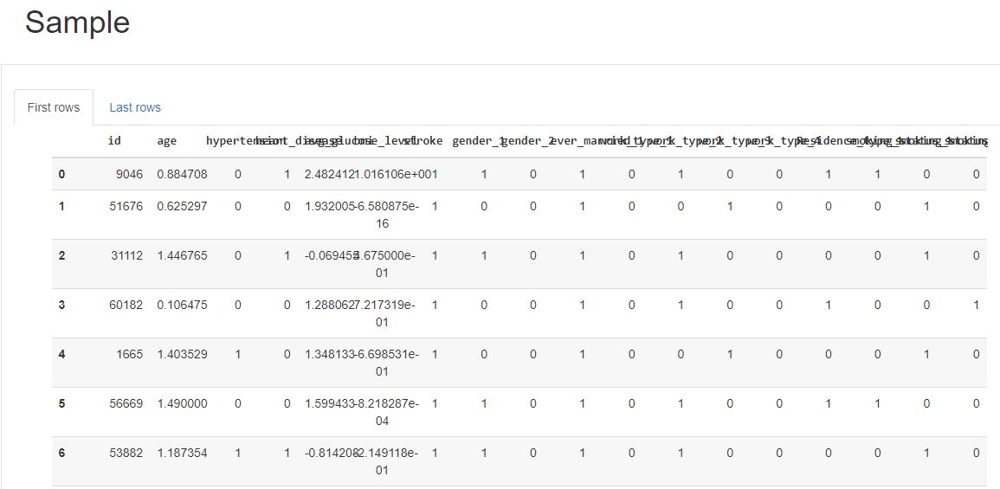 Sample
First rows Last rows
id age hypertension heart_disease avg_glucose_level bmi stroke gender_1 gender_2 ever_married_1 work_type_1 work_type_2 work_type_3 work_type_4 Residence_type_1
0 9046 0.884708 0 1 2.482412 1.016106e+00 1 1 0 1 0 1 0 0 1 1 0 0
1 51676 0.625297 0 0 1.932005 -6.580875e- 1 0 0 1 0 0 1 0 0 0 1 0
16
2 31112 1.446765 0 1 4.675000e- 1 1 0 1 0 1 0 0 0 0 1 0
01
3 60182 0.106475 0 0 1.288062 7.217319e- 1 0 0 1 0 1 0 0 1 0 0 1
01
4 1665 1.403529 1 0 1.348133 -6.698531e- 1 0 0 1 0 0 1 0 0 0 1 0
01
5 56669 1.490000 0 0 1.599433 -8.218287e- 1 1 0 1 0 1 0 0 1 1 0 0
04
6 53882 1.187354 1 1 -0.814208 -2.149118e- 1 1 0 1 0 1 0 0 0 0 1 0
01